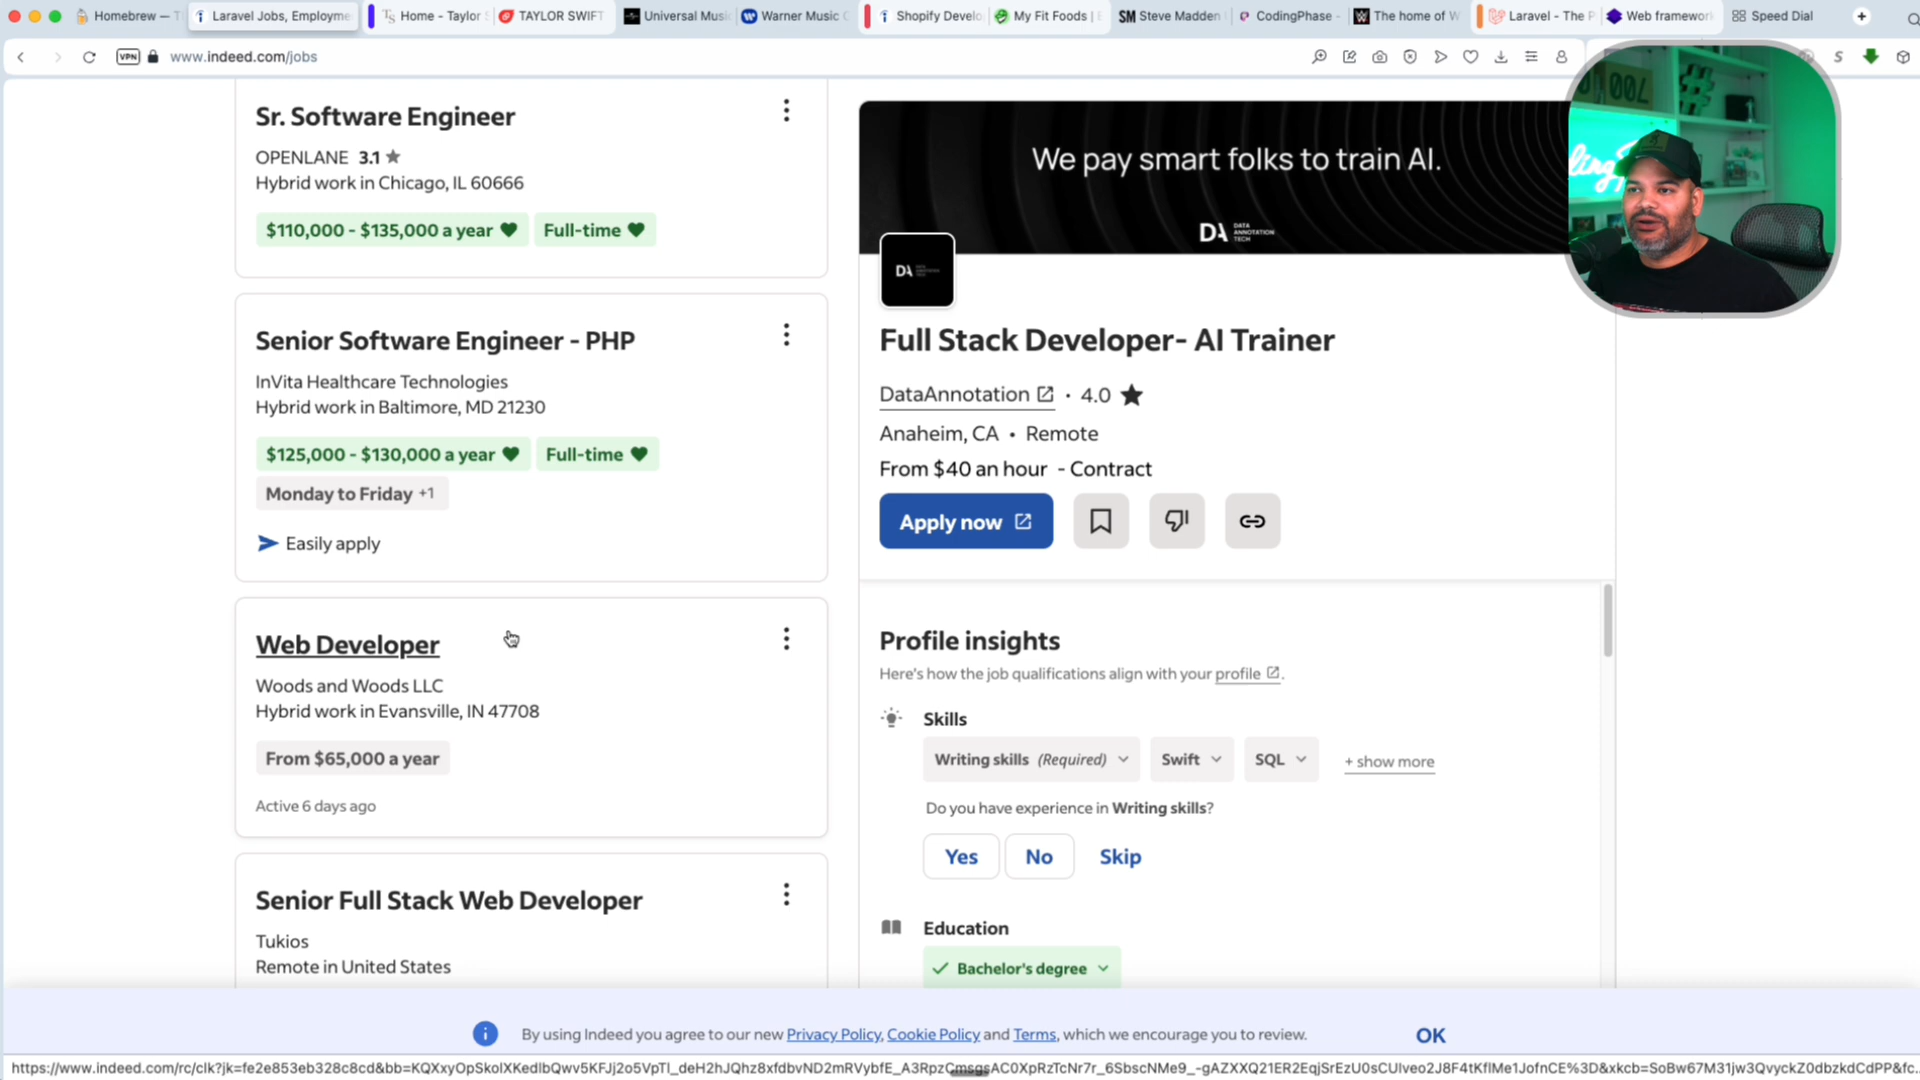 Homebrew — T
Laravel Jobs, Employme
Home - Taylor S
TAYLOR SWIFT
Universal Musi
Warner Music G
Shopify Develo
My Fit Foods |
SM Steve Madden
CodingPhase -
The home of W
Laravel - The P
Web framework
Speed Dial
VPN
www.indeed.com/jobs
S
Sr. Software Engineer
OPENLANE 3.1
Hybrid work in Chicago, IL 60666
$110,000 - $135,000 a year
Full-time
Senior Software Engineer - PHP
InVita Healthcare Technologies
Hybrid work in Baltimore, MD 21230
$125,000 - $130,000 a year
Full-time
Monday to Friday +1
Easily apply
Web Developer
Woods and Woods LLC
Hybrid work in Evansville, IN 47708
From $65,000 a year
Active 6 days ago
Senior Full Stack Web Developer
Tukios
Remote in United States
We pay smart folks to train AI.
DA DATA ANNOTATION TECH
DA
Full Stack Developer- AI Trainer
DataAnnotation · 4.0
Anaheim, CA • Remote
From $40 an hour - Contract
Apply now
Profile insights
Here's how the job qualifications align with your profile .
Skills
Writing skills (Required)
Swift
SQL
+ show more
Do you have experience in Writing skills?
Yes
No
Skip
Education
Bachelor's degree
By using Indeed you agree to our new Privacy Policy, Cookie Policy and Terms, which we encourage you to review.
OK